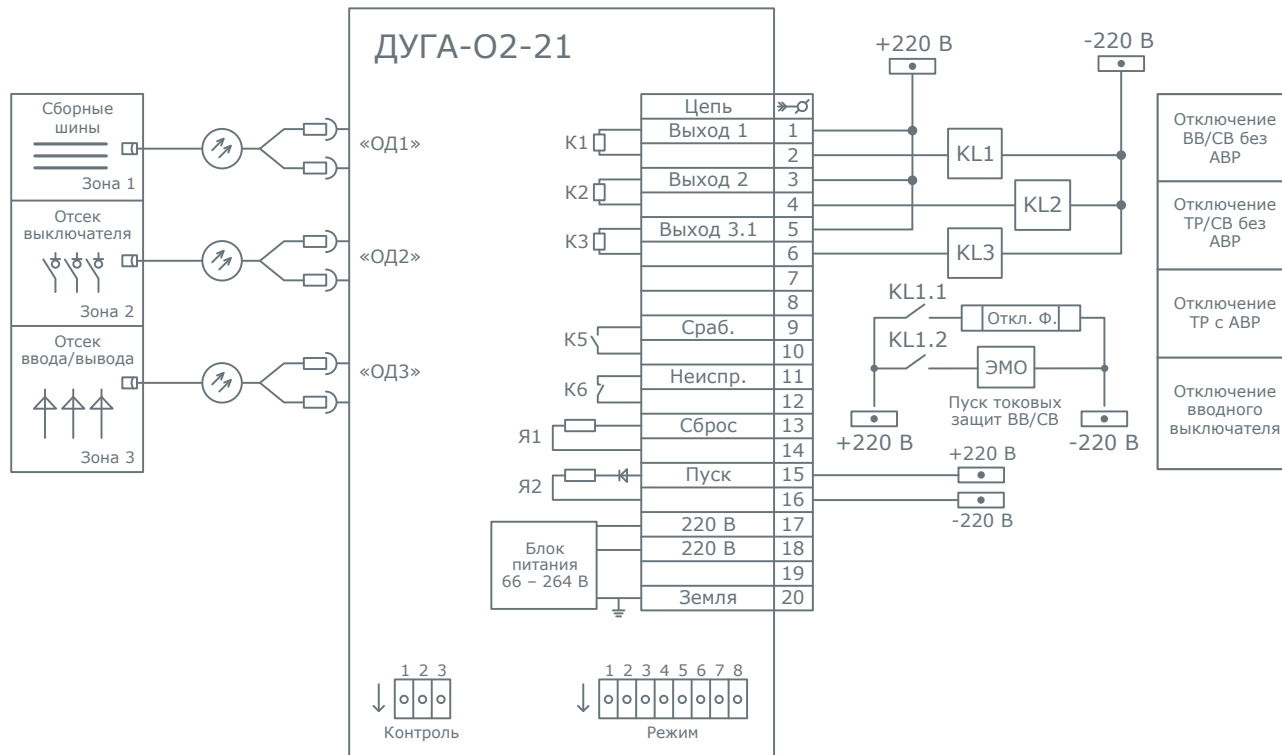 ДУГА-О2-21
Сборные
шины
Зона 1
Отсек
выключателя
Зона 2
Отсек
ввода/вывода
Зона 3
«ОД1»
«ОД2»
«ОД3»
К1
К2
К3
К5
К6
Я1
Я2
Блок
питания
66 – 264 В
Цепь
Выход 1 1
2
Выход 2 3
4
Выход 3.1 5
6
7
8
Сраб. 9
10
Неиспр. 11
12
Сброс 13
14
Пуск 15
16
220 В 17
220 В 18
19
Земля 20
+220 В
-220 В
KL1
KL2
KL3
KL1.1
Откл. Ф.
KL1.2
ЭМО
Пуск токовых
защит ВВ/СВ
+220 В
-220 В
+220 В
-220 В
Отключение
ВВ/СВ без
АВР
Отключение
ТР/СВ без
АВР
Отключение
ТР с АВР
Отключение
вводного
выключателя
1 2 3
Контроль
1 2 3 4 5 6 7 8
Режим